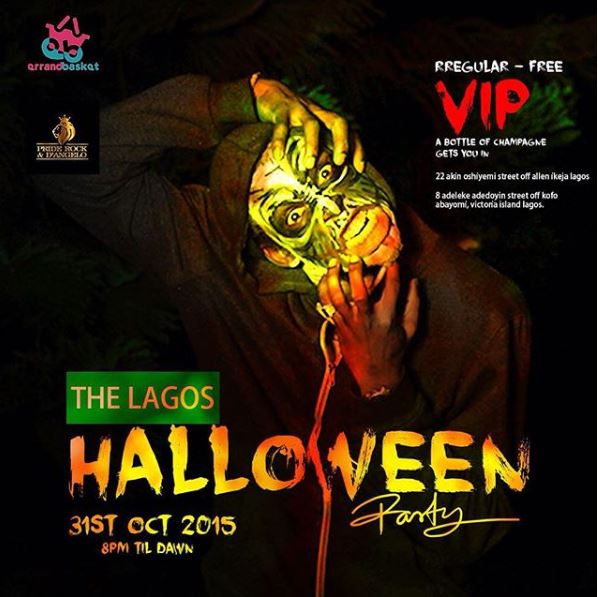 errandbasket
PRIDE ROCK
& D'ANGELO
RREGULAR - FREE
VIP
A BOTTLE OF CHAMPAGNE
GETS YOU IN
22 akin oshiyemi street off allen ikeja lagos
8 adeleke adedoyin street off kofo
abayomi, victoria island lagos.
THE LAGOS
HALLOWEEN
Party
31ST OCT 2015
8PM TIL DAWN